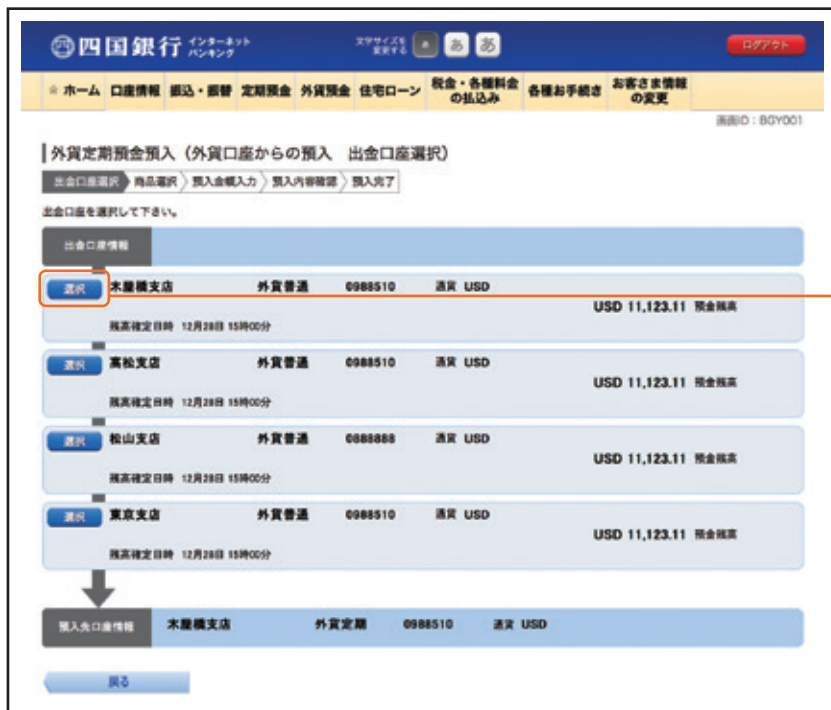 四国銀行 インターネットバンキング
文字サイズを変更する あ あ あ
ログアウト
ホーム 口座情報 振込・振替 定期預金 外貨預金 住宅ローン 税金・各種料金の払込み 各種お手続き お客さま情報の変更
画面ID：BGY001
外貨定期預金預入（外貨口座からの預入 出金口座選択）
出金口座選択 商品選択 預入金額入力 預入内容確認 預入完了
出金口座を選択して下さい。
出金口座情報
選択 木屋橋支店 外貨普通 0988510 通貨 USD
USD 11,123.11 預金残高
残高確定日時 12月28日 15時00分
選択 高松支店 外貨普通 0988510 通貨 USD
USD 11,123.11 預金残高
残高確定日時 12月28日 15時00分
選択 松山支店 外貨普通 0888888 通貨 USD
USD 11,123.11 預金残高
残高確定日時 12月28日 15時00分
選択 東京支店 外貨普通 0988510 通貨 USD
USD 11,123.11 預金残高
残高確定日時 12月28日 15時00分
預入先口座情報 木屋橋支店 外貨定期 0988510 通貨 USD
戻る